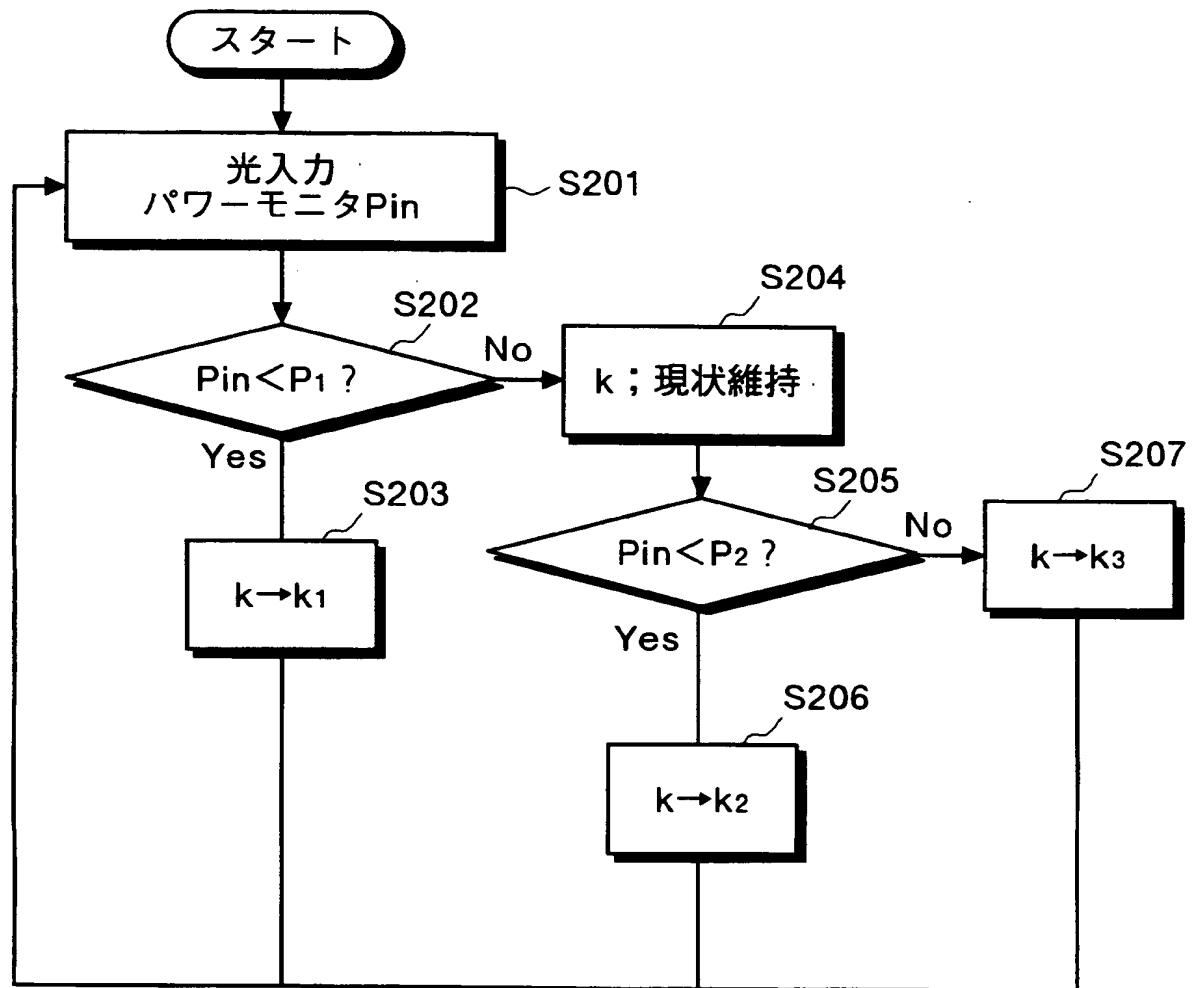 スタート
光入力
パワーモニタPin
S201
S202
Pin＜P1？
No
Yes
S203
k→k1
S204
k；現状維持
S205
Pin＜P2？
No
Yes
S207
k→k3
S206
k→k2